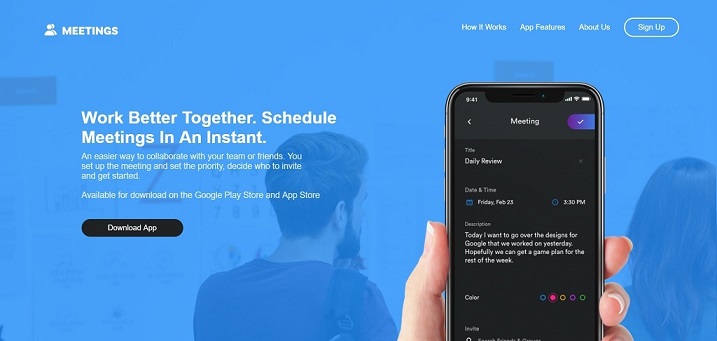 MEETINGS
How It Works
App Features
About Us
Sign Up
Work Better Together. Schedule
Meetings In An Instant.
An easier way to collaborate with your team or friends. You
set up the meeting and set the priority, decide who to invite
and get started.
Available for download on the Google Play Store and App Store
Download App
9:41
Meeting
Title
Daily Review
Date & Time
Friday, Feb 23
3:30 PM
Description
Today I want to go over the designs for
Google that we worked on yesterday.
Hopefully we can get a game plan for the
rest of the week.
Color
Invite
Search Friends & Groups